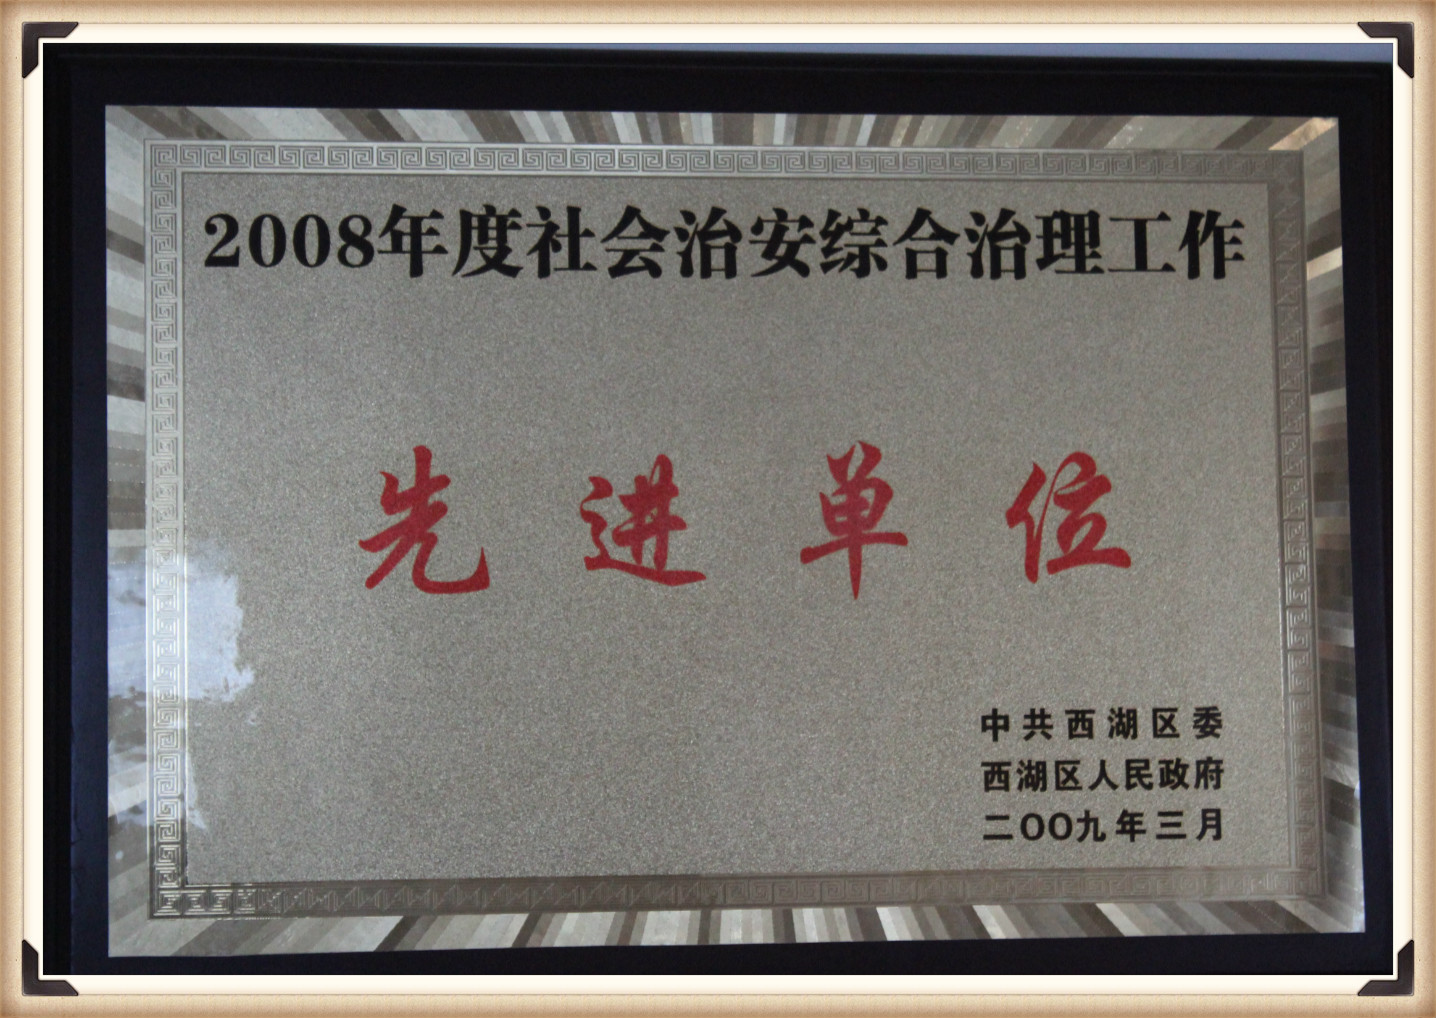 2008年度社会治安综合治理工作
先进单位
中共西湖区委
西湖区人民政府
二〇〇九年三月